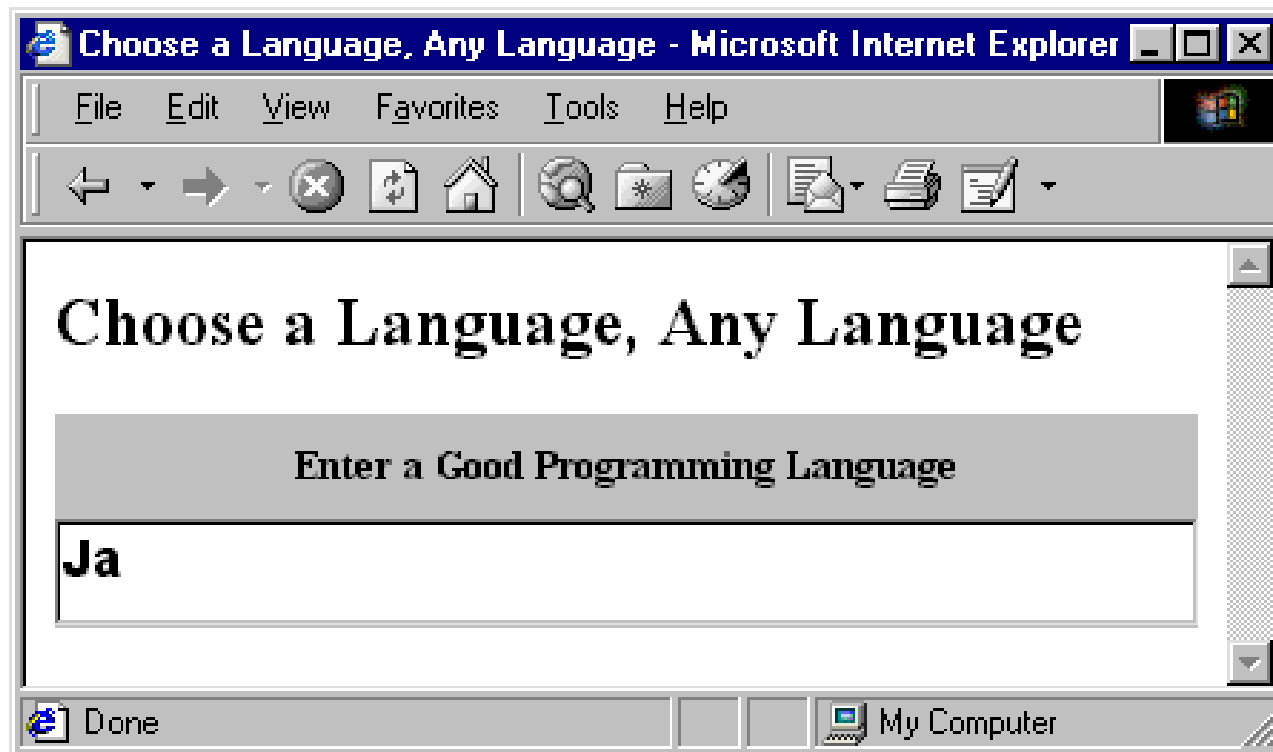 Choose a Language, Any Language - Microsoft Internet Explorer
File Edit View Favorites Tools Help
Choose a Language, Any Language
Enter a Good Programming Language
Ja
Done My Computer